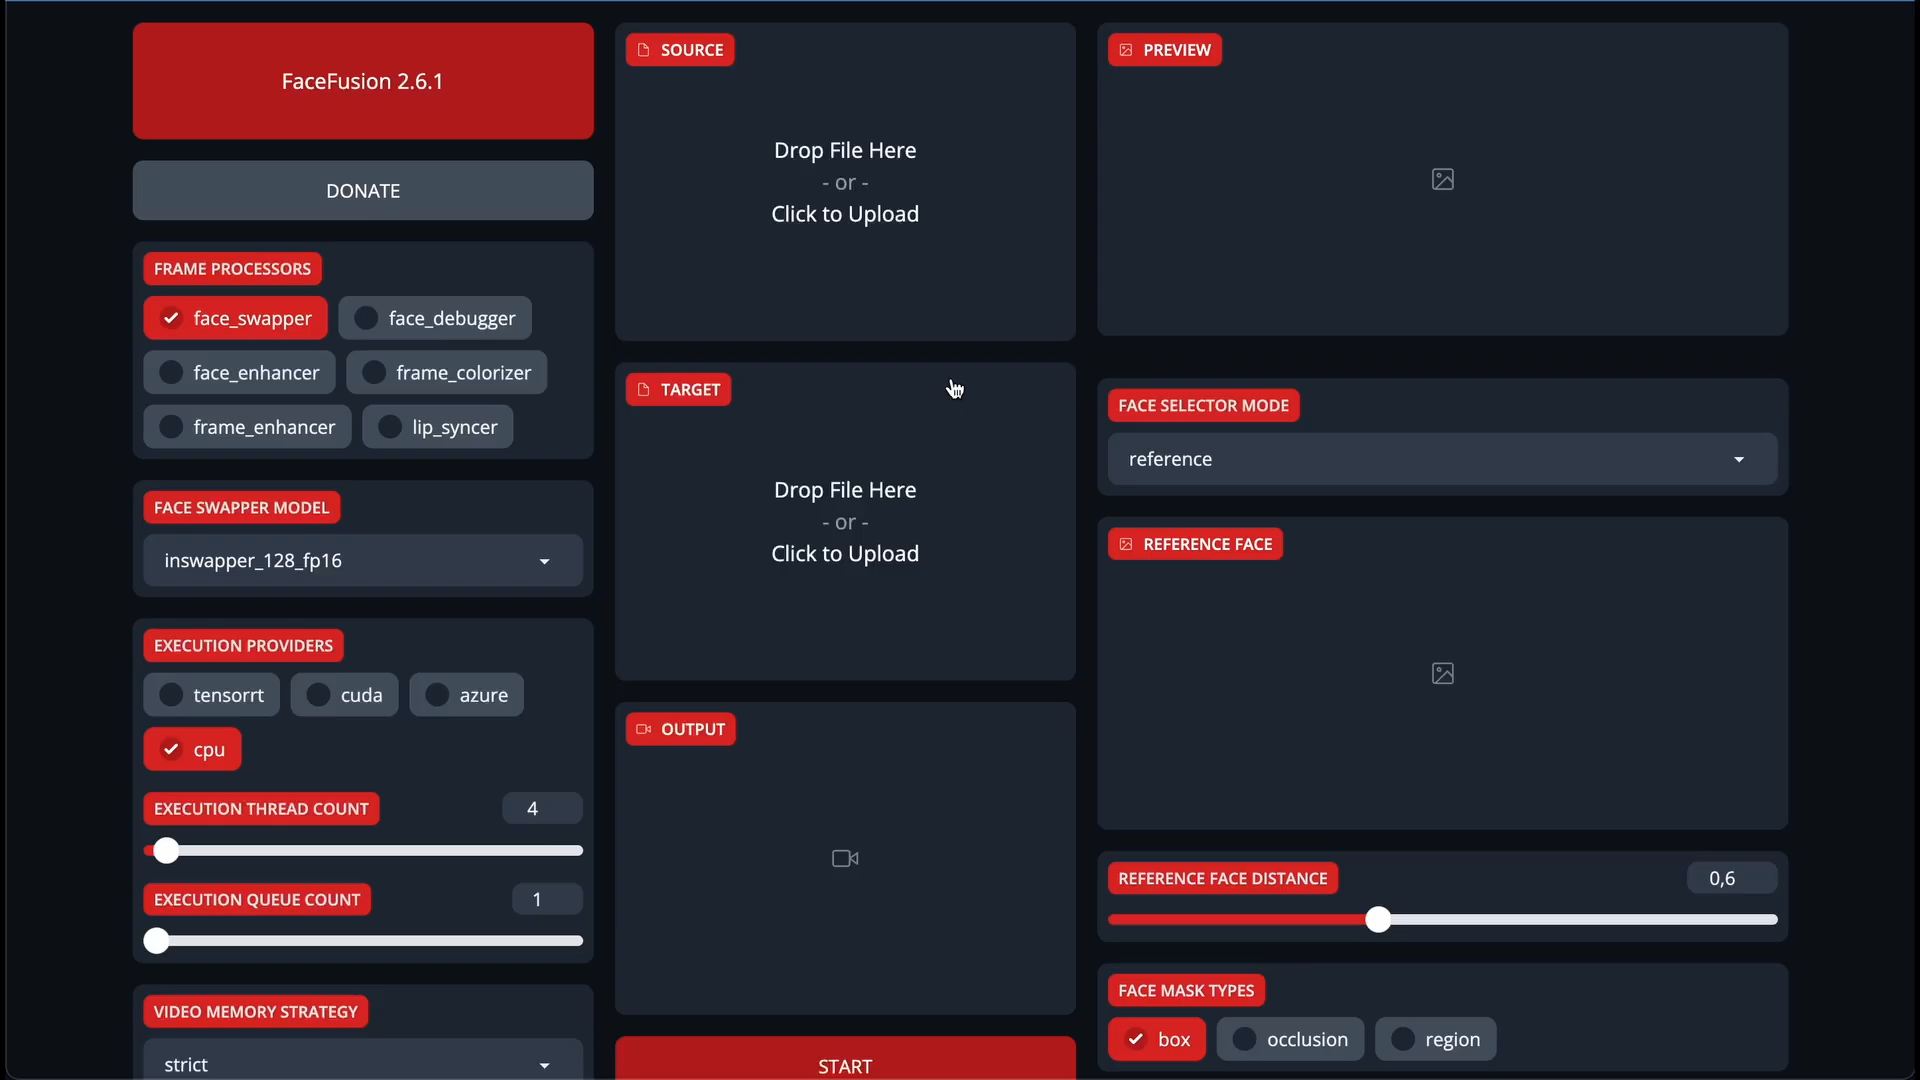 FaceFusion 2.6.1
DONATE
FRAME PROCESSORS
face_swapper
face_debugger
face_enhancer
frame_colorizer
frame_enhancer
lip_syncer
FACE SWAPPER MODEL
inswapper_128_fp16
EXECUTION PROVIDERS
tensorrt
cuda
azure
cpu
EXECUTION THREAD COUNT
4
EXECUTION QUEUE COUNT
1
VIDEO MEMORY STRATEGY
strict
SOURCE
Drop File Here
- or -
Click to Upload
TARGET
Drop File Here
- or -
Click to Upload
OUTPUT
START
PREVIEW
FACE SELECTOR MODE
reference
REFERENCE FACE
REFERENCE FACE DISTANCE
0,6
FACE MASK TYPES
box
occlusion
region